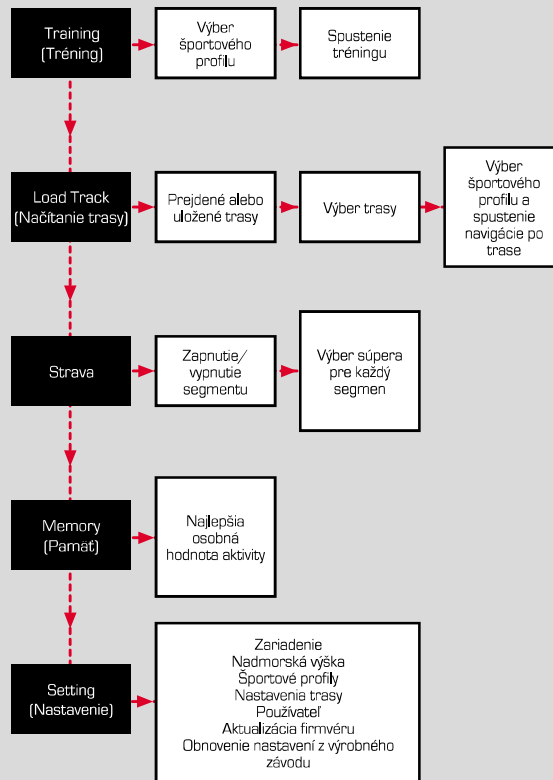 Training
(Tréning)
Výber
športového
profilu
Spustenie
tréningu
Load Track
(Načítanie trasy)
Prejdené alebo
uložené trasy
Výber trasy
Výber
športového
profilu a
spustenie
navigácie po
trase
Strava
Zapnutie/
vypnutie
segmentu
Výber súpera
pre každý
segmen
Memory
(Pamäť)
Najlepšia
osobná
hodnota aktivity
Setting
(Nastavenie)
Zariadenie
Nadmorská výška
Športové profily
Nastavenia trasy
Používateľ
Aktualizácia firmvéru
Obnovenie nastavení z výrobného
závodu